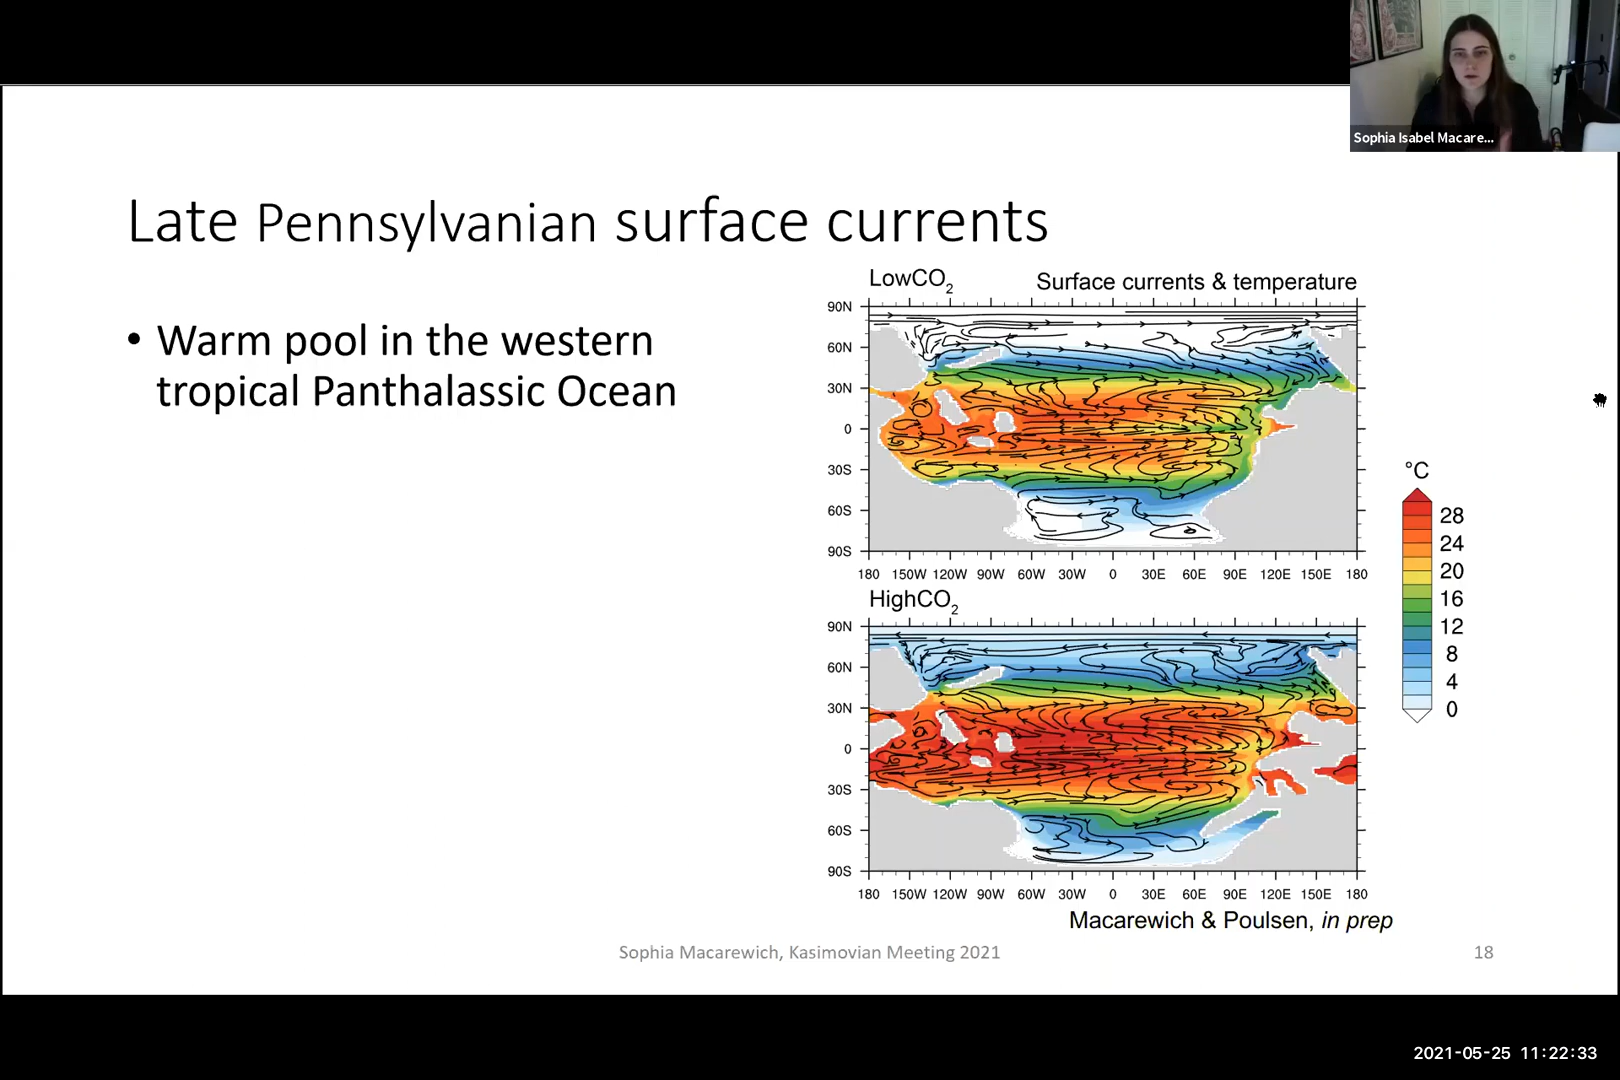 Sophia Isabel Macare...
Late Pennsylvanian surface currents
• Warm pool in the western
tropical Panthalassic Ocean
LowCO2
Surface currents & temperature
90N
60N
30N
0
30S
60S
90S
180 150W 120W 90W 60W 30W 0 30E 60E 90E 120E 150E 180
HighCO2
90N
60N
30N
0
30S
60S
90S
180 150W 120W 90W 60W 30W 0 30E 60E 90E 120E 150E 180
°C
28
24
20
16
12
8
4
0
Macarewich & Poulsen, in prep
Sophia Macarewich, Kasimovian Meeting 2021
18
2021-05-25 11:22:33